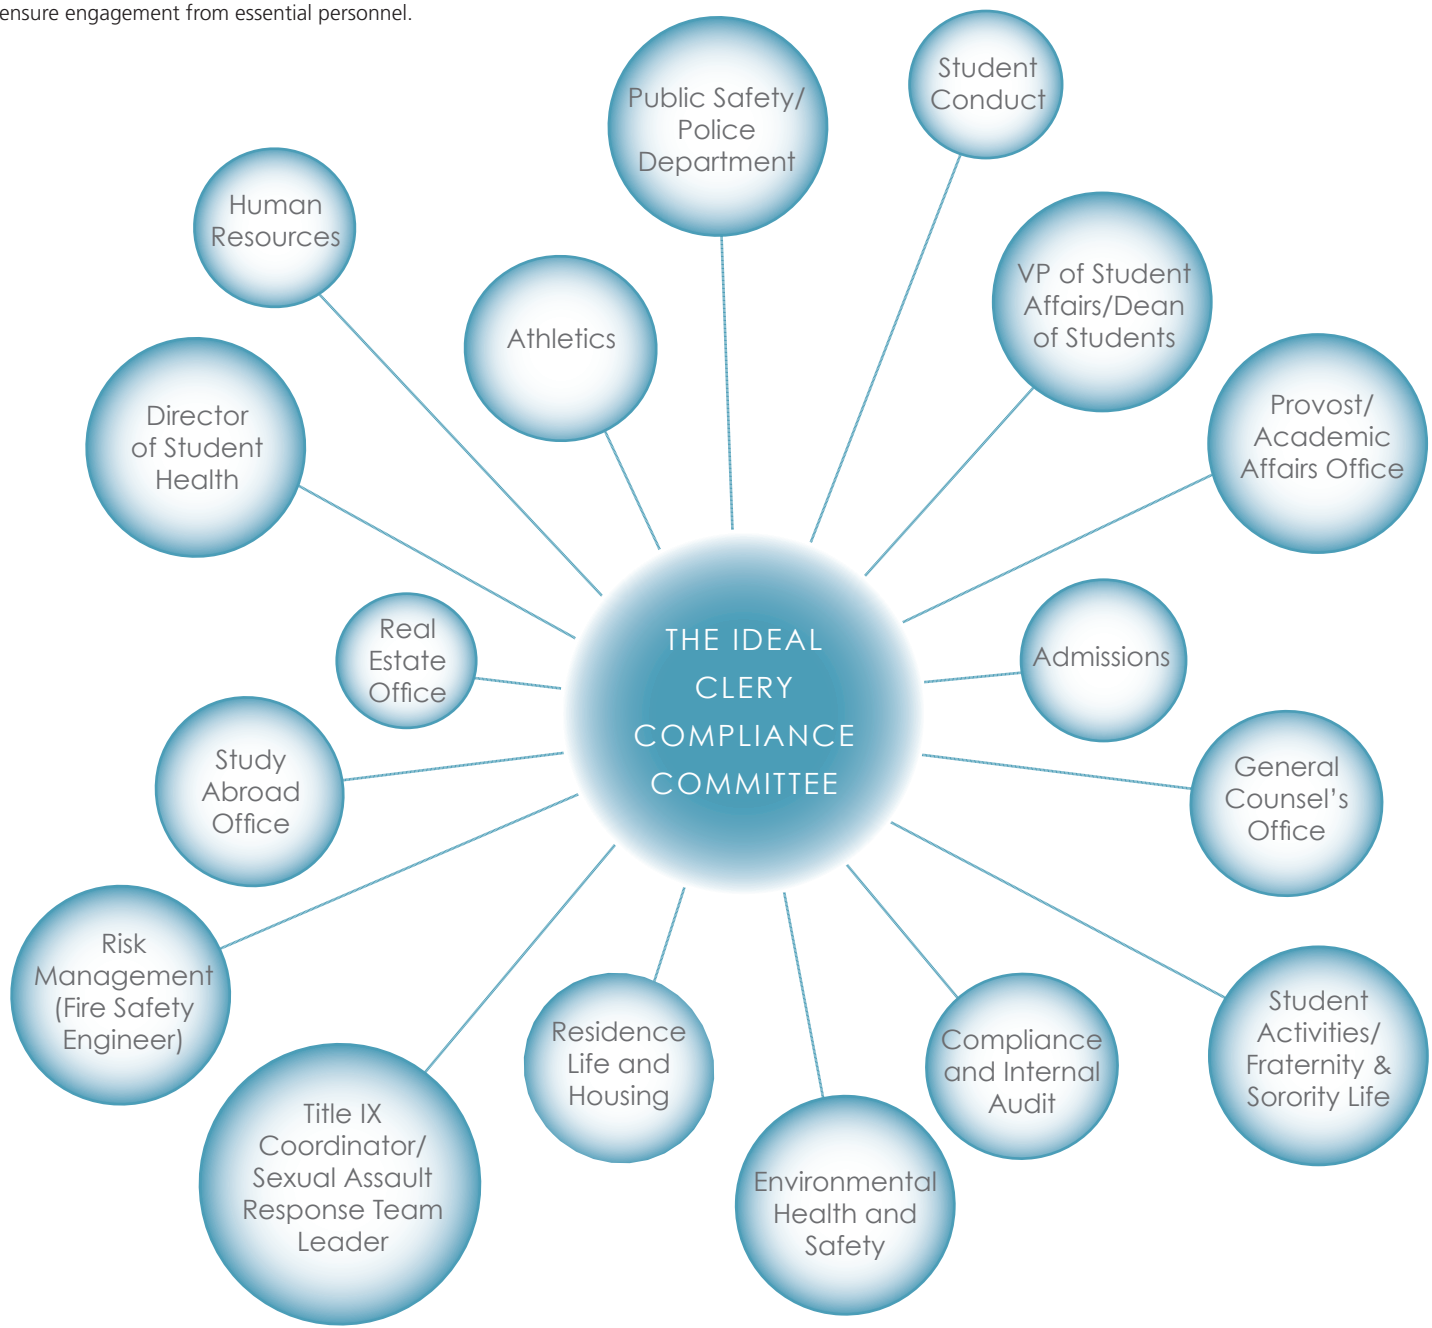 ensure engagement from essential personnel.
Student
Conduct
Public Safety/
Police
Department
Human
Resources
VP of Student
Affairs/Dean
of Students
Athletics
Provost/
Academic
Affairs Office
Director
of Student
Health
THE IDEAL
CLERY
COMPLIANCE
COMMITTEE
Real
Estate
Office
Admissions
Study
Abroad
Office
General
Counsel’s
Office
Risk
Management
(Fire Safety
Engineer)
Residence
Life and
Housing
Compliance
and Internal
Audit
Student
Activities/
Fraternity &
Sorority Life
Title IX
Coordinator/
Sexual Assault
Response Team
Leader
Environmental
Health and
Safety